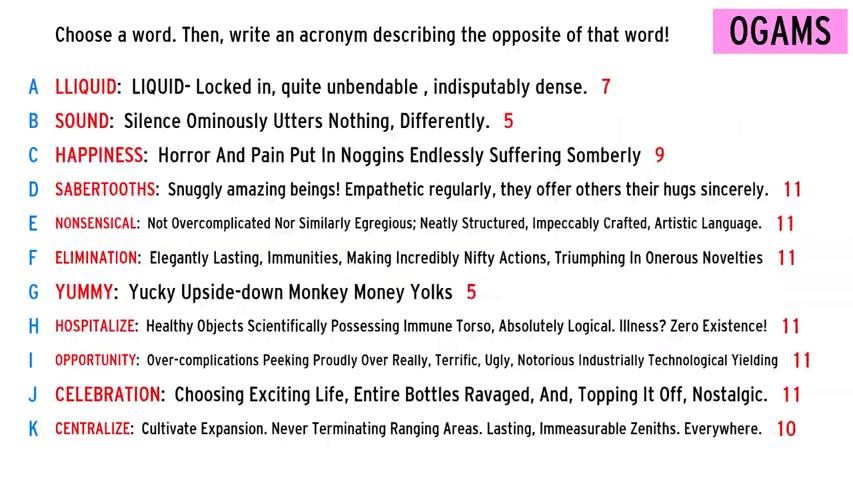 Choose a word. Then, write an acronym describing the opposite of that word!
OGAMS
A LLIQUID: LIQUID- Locked in, quite unbendable , indisputably dense. 7
B SOUND: Silence Ominously Utters Nothing, Differently. 5
C HAPPINESS: Horror And Pain Put In Noggins Endlessly Suffering Somberly 9
D SABERTOOTHS: Snuggly amazing beings! Empathetic regularly, they offer others their hugs sincerely. 11
E NONSENSICAL: Not Overcomplicated Nor Similarly Egregious; Neatly Structured, Impeccably Crafted, Artistic Language. 11
F ELIMINATION: Elegantly Lasting, Immunities, Making Incredibly Nifty Actions, Triumphing In Onerous Novelties 11
G YUMMY: Yucky Upside-down Monkey Money Yolks 5
H HOSPITALIZE: Healthy Objects Scientifically Possessing Immune Torso, Absolutely Logical. Illness? Zero Existence! 11
I OPPORTUNITY: Over-complications Peeking Proudly Over Really, Terrific, Ugly, Notorious Industrially Technological Yielding 11
J CELEBRATION: Choosing Exciting Life, Entire Bottles Ravaged, And, Topping It Off, Nostalgic. 11
K CENTRALIZE: Cultivate Expansion. Never Terminating Ranging Areas. Lasting, Immeasurable Zeniths. Everywhere. 10